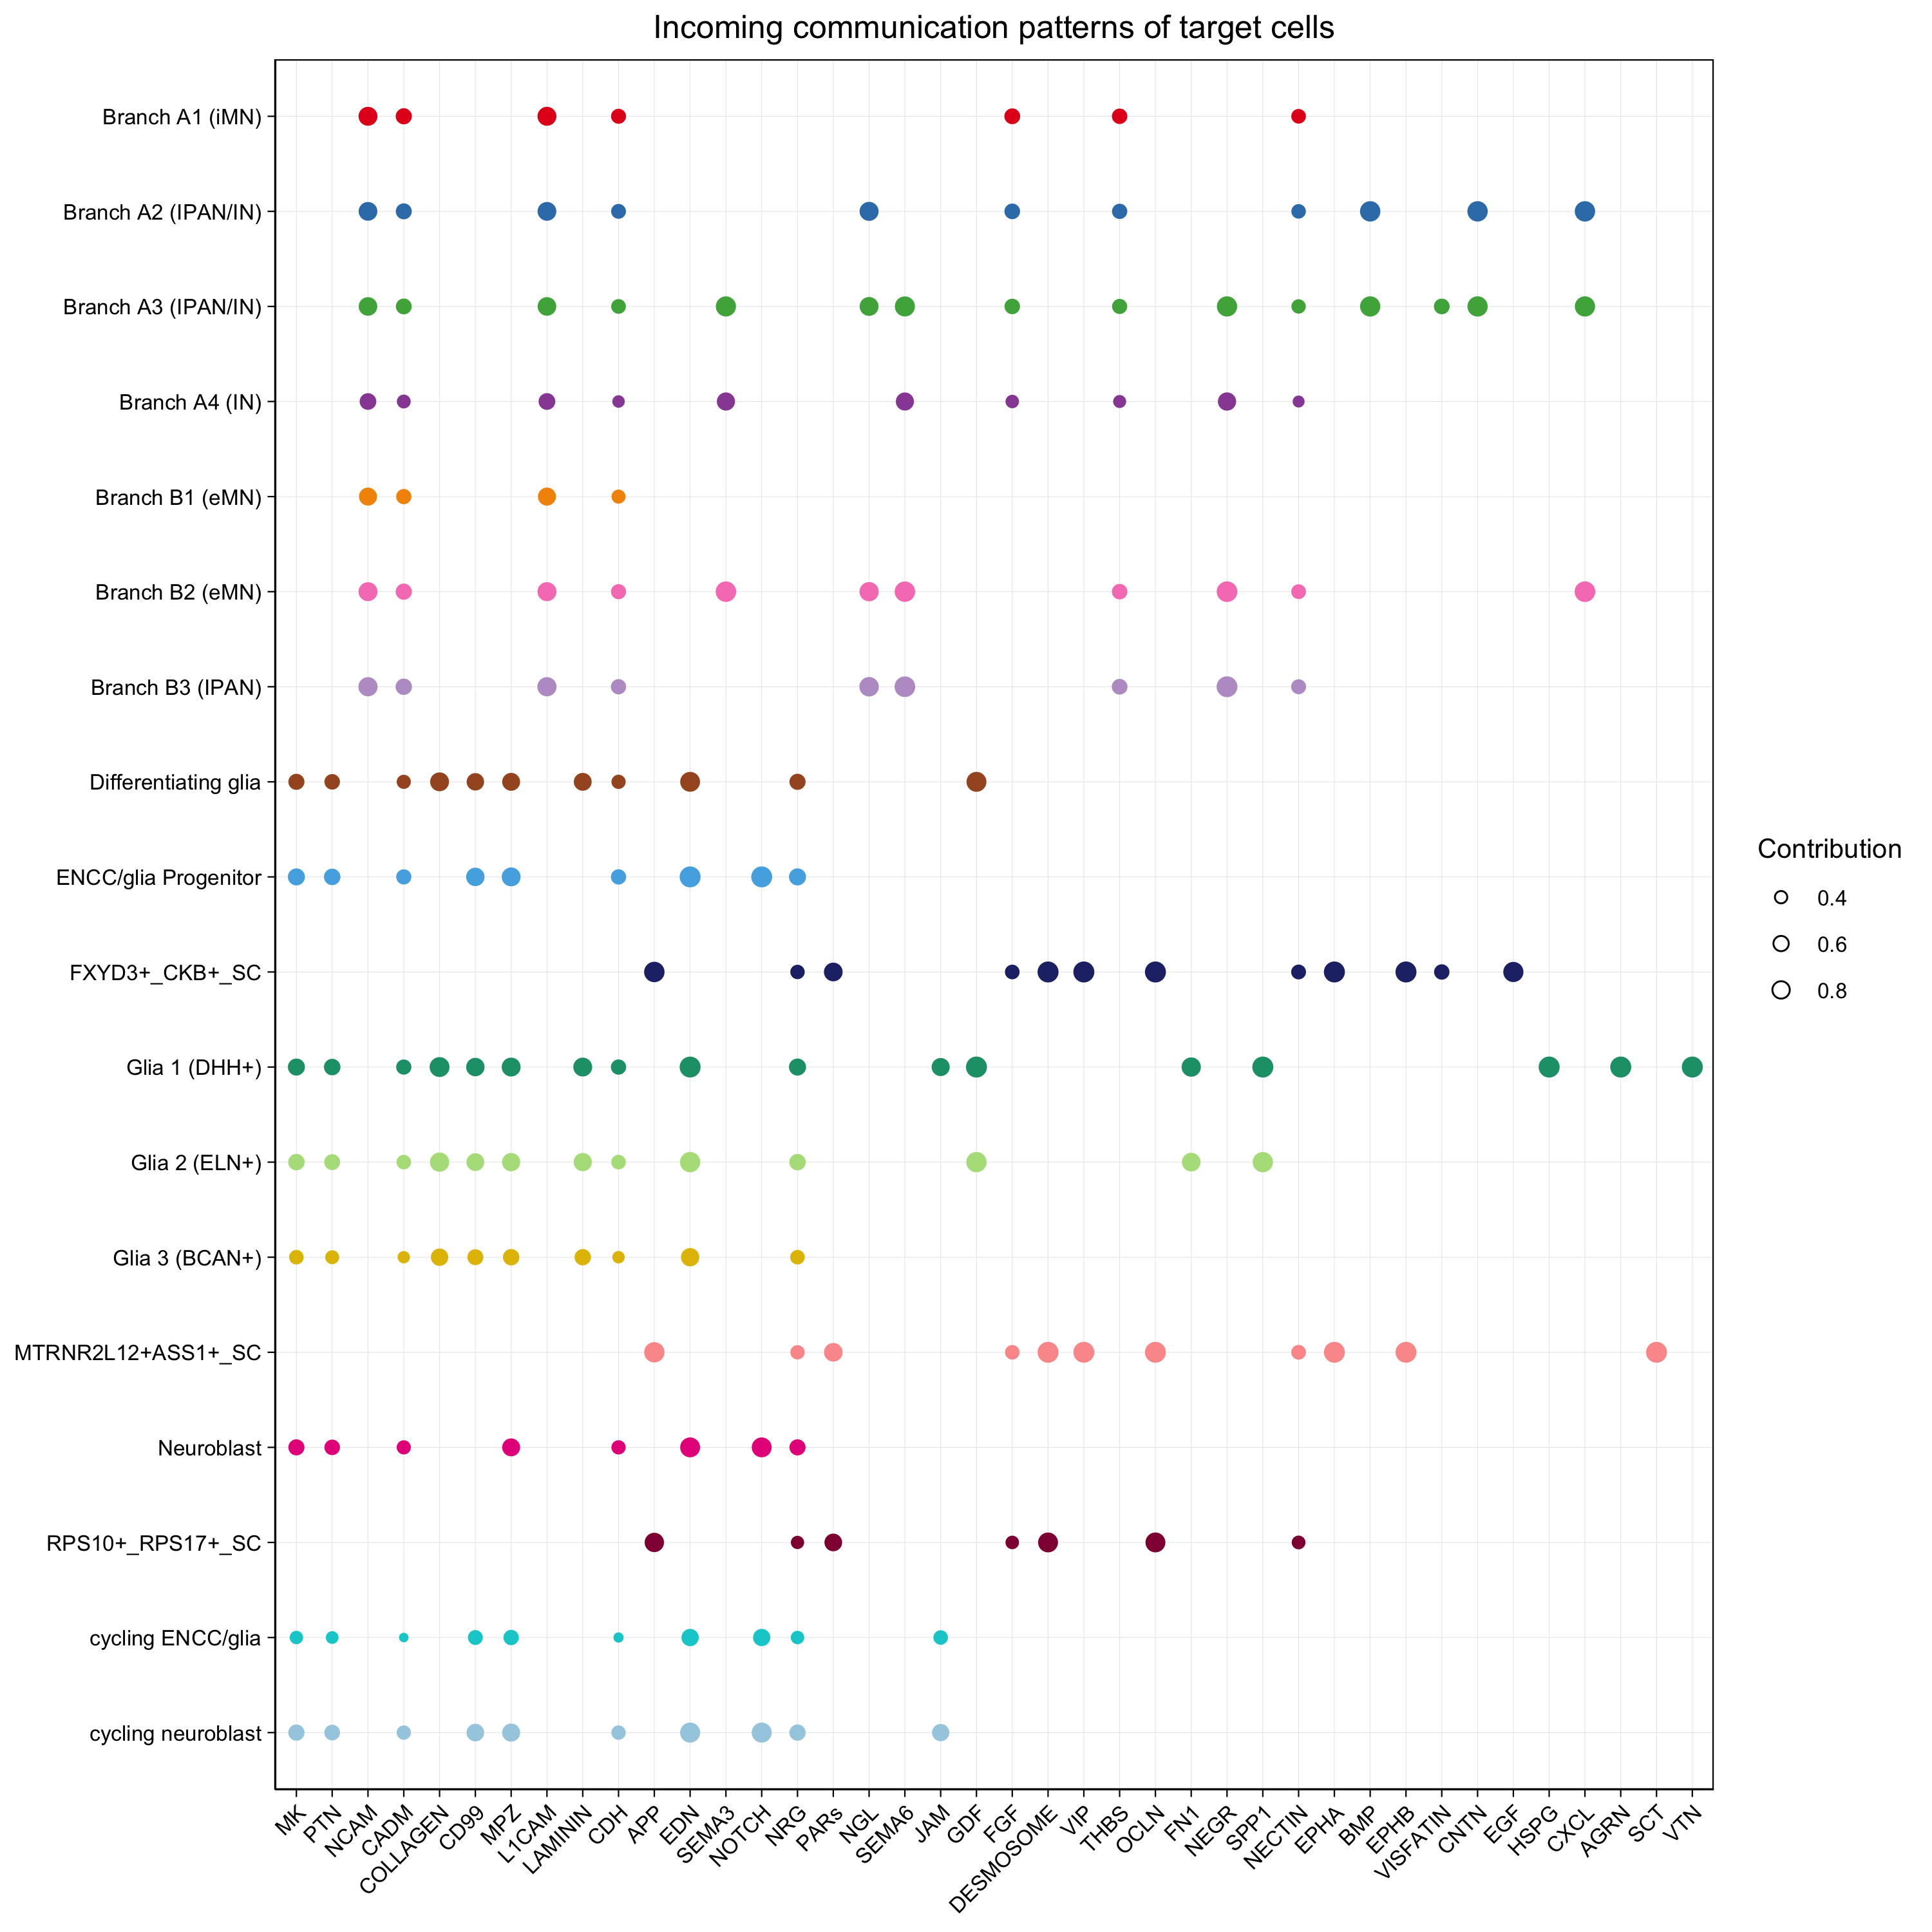 Incoming communication patterns of target cells
Branch A1 (iMN)
Branch A2 (IPAN/IN)
Branch A3 (IPAN/IN)
Branch A4 (IN)
Branch B1 (eMN)
Branch B2 (eMN)
Branch B3 (IPAN)
Differentiating glia
ENCC/glia Progenitor
FXYD3+_CKB+_SC
Glia 1 (DHH+)
Glia 2 (ELN+)
Glia 3 (BCAN+)
MTRNR2L12+ASS1+_SC
Neuroblast
RPS10+_RPS17+_SC
cycling ENCC/glia
cycling neuroblast
MK
PTN
NCAM
CADM
COLLAGEN
CD99
MPZ
L1CAM
LAMININ
CDH
APP
EDN
SEMA3
NOTCH
NRG
PARs
NGL
SEMA6
JAM
GDF
FGF
DESMOSOME
VIP
THBS
OCLN
FN1
NEGR
SPP1
NECTIN
EPHA
BMP
EPHB
VISFATIN
CNTN
EGF
HSPG
CXCL
AGRN
SCT
VTN
Contribution
0.4
0.6
0.8